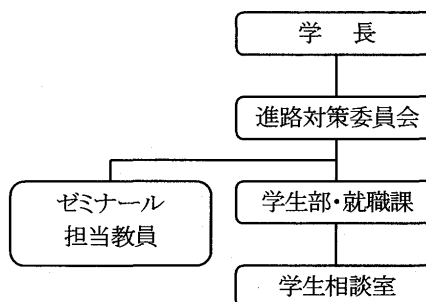 学 長
進路対策委員会
ゼミナール
担当教員
学生部・就職課
学生相談室